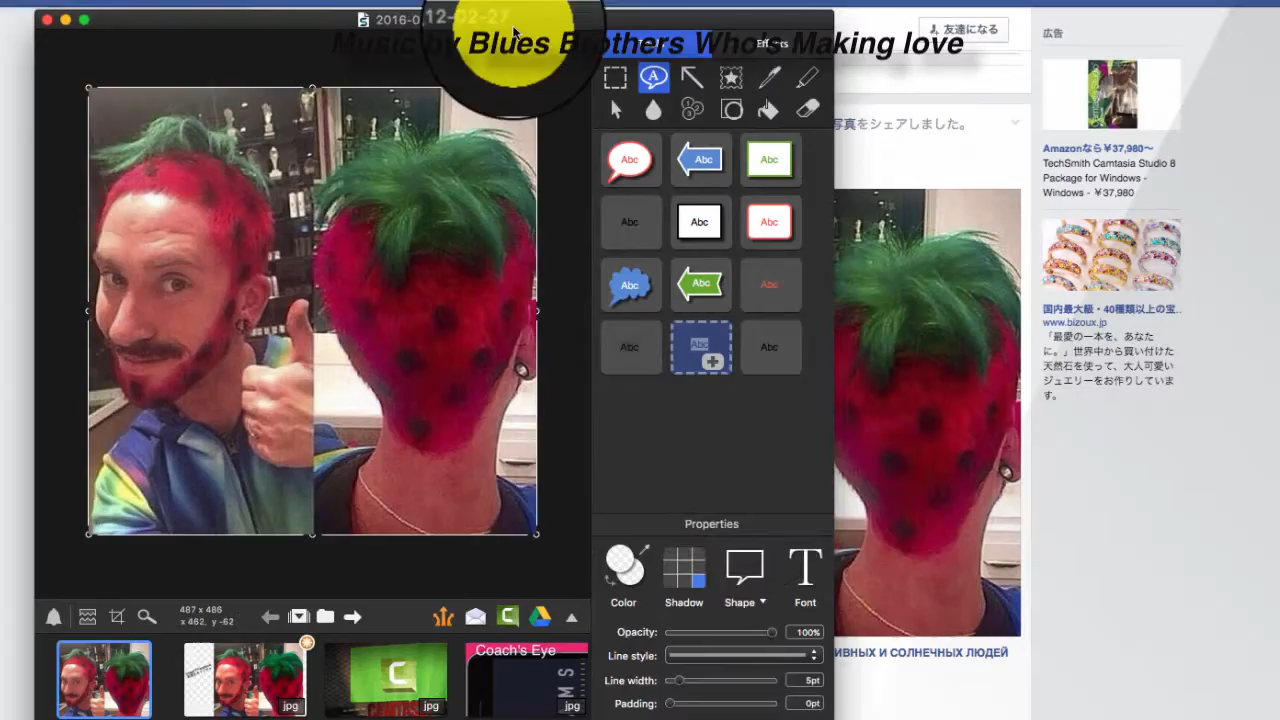 2016-0
12-02-27
Music by Blues Brothers Who's Making love
Effects
友達になる
広告
写真をシェアしました。
A
Abc
Abc
Abc
Abc
Abc
Abc
Abc
Abc
Abc
Abc
Abc
Abc
Amazonなら￥37,980〜
TechSmith Camtasia Studio 8
Package for Windows -
Windows - ￥37,980
国内最大級・40種類以上の宝..
www.bizoux.jp
「最愛の一本を、あなた
に。」世界中から買い付けた
天然石を使って、大人可愛い
ジュエリーをお作りしていま
す。
Properties
Color
Shadow
Shape
T
Font
487 x 486
x 462, y -62
Opacity:
100%
Line style:
Line width:
5pt
Padding:
0pt
ИВНЫХ И СОЛНЕЧНЫХ ЛЮДЕЙ
jpg
jpg
Coach's Eye
jpg